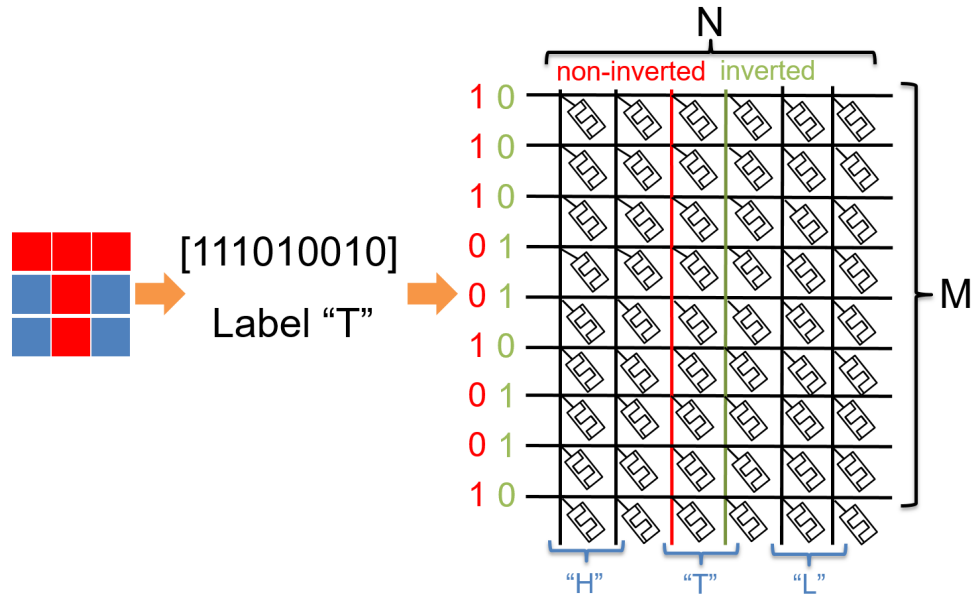 N
non-inverted inverted
1 0
1 0
1 0
[111010010]
0 1
0 1
M
Label “T”
1 0
0 1
0 1
1 0
“H” “T” “L”